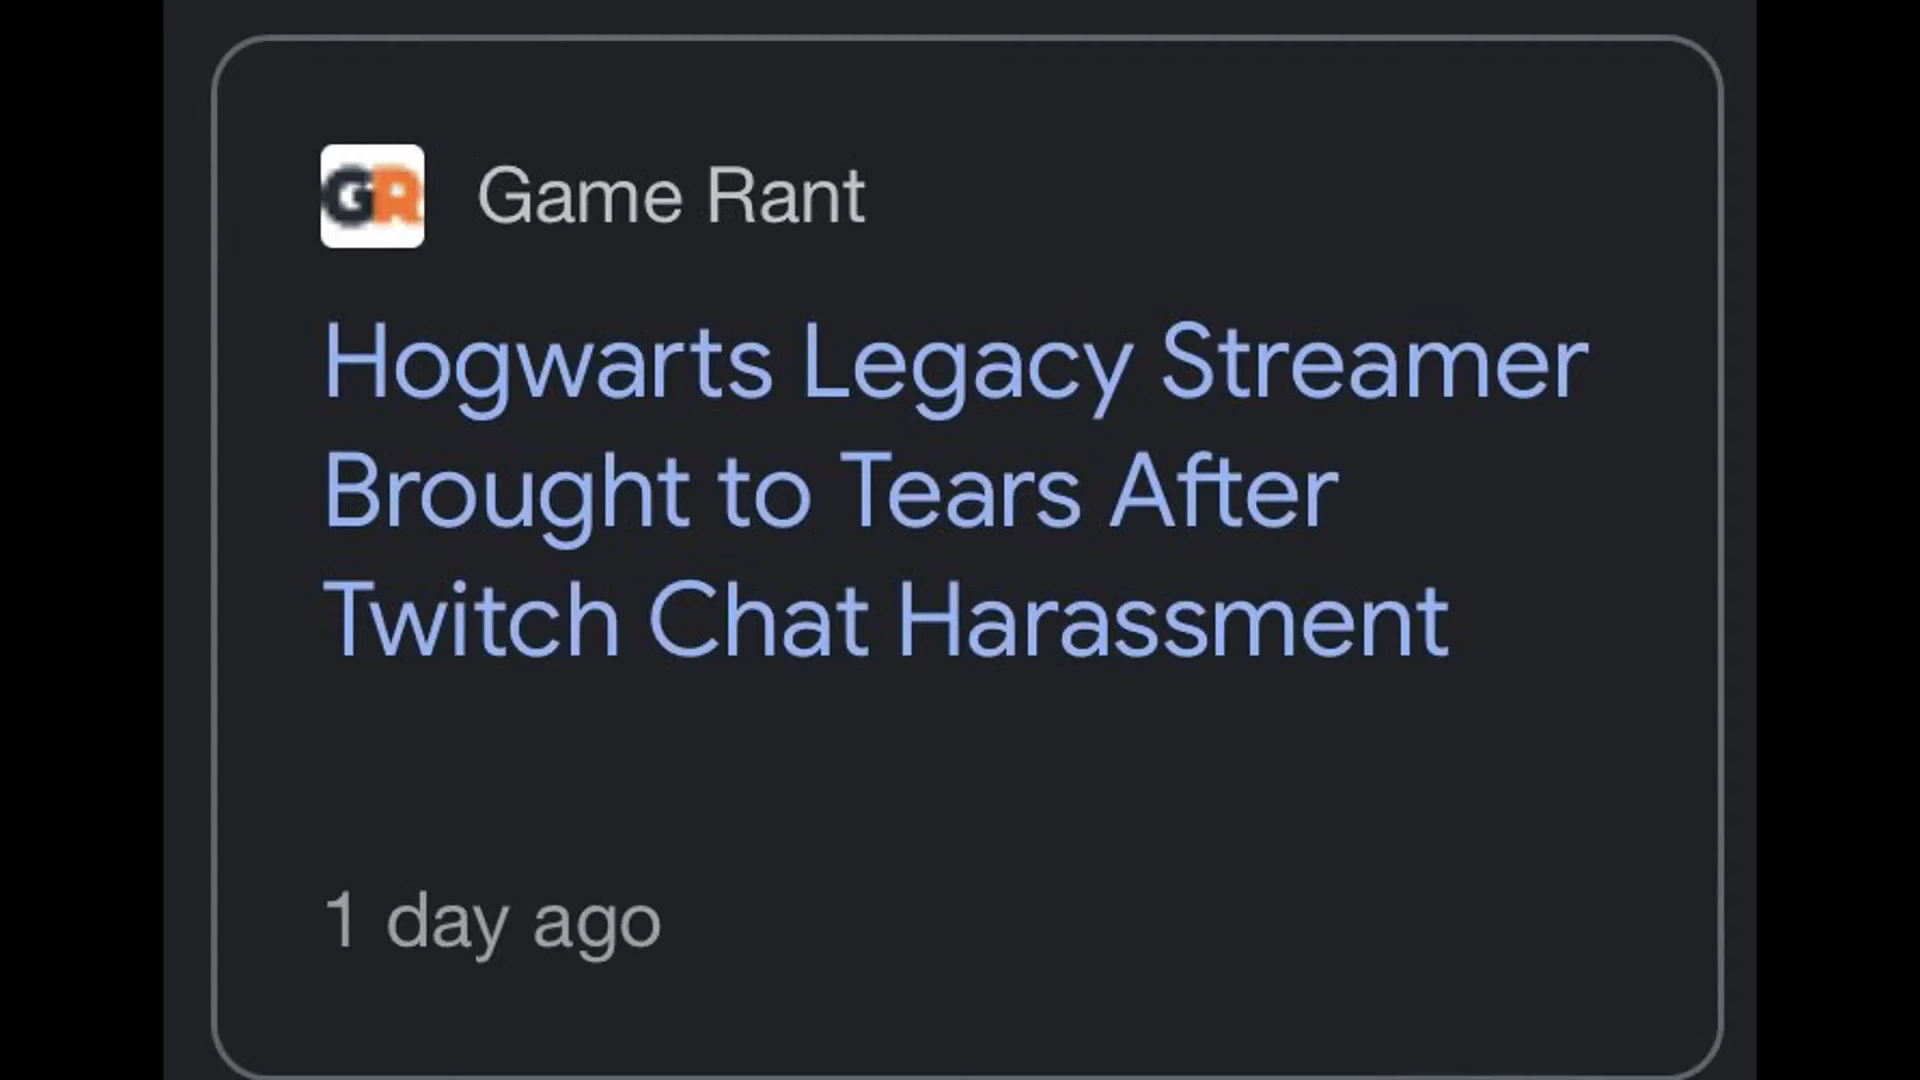 GR Game Rant
Hogwarts Legacy Streamer
Brought to Tears After
Twitch Chat Harassment
1 day ago